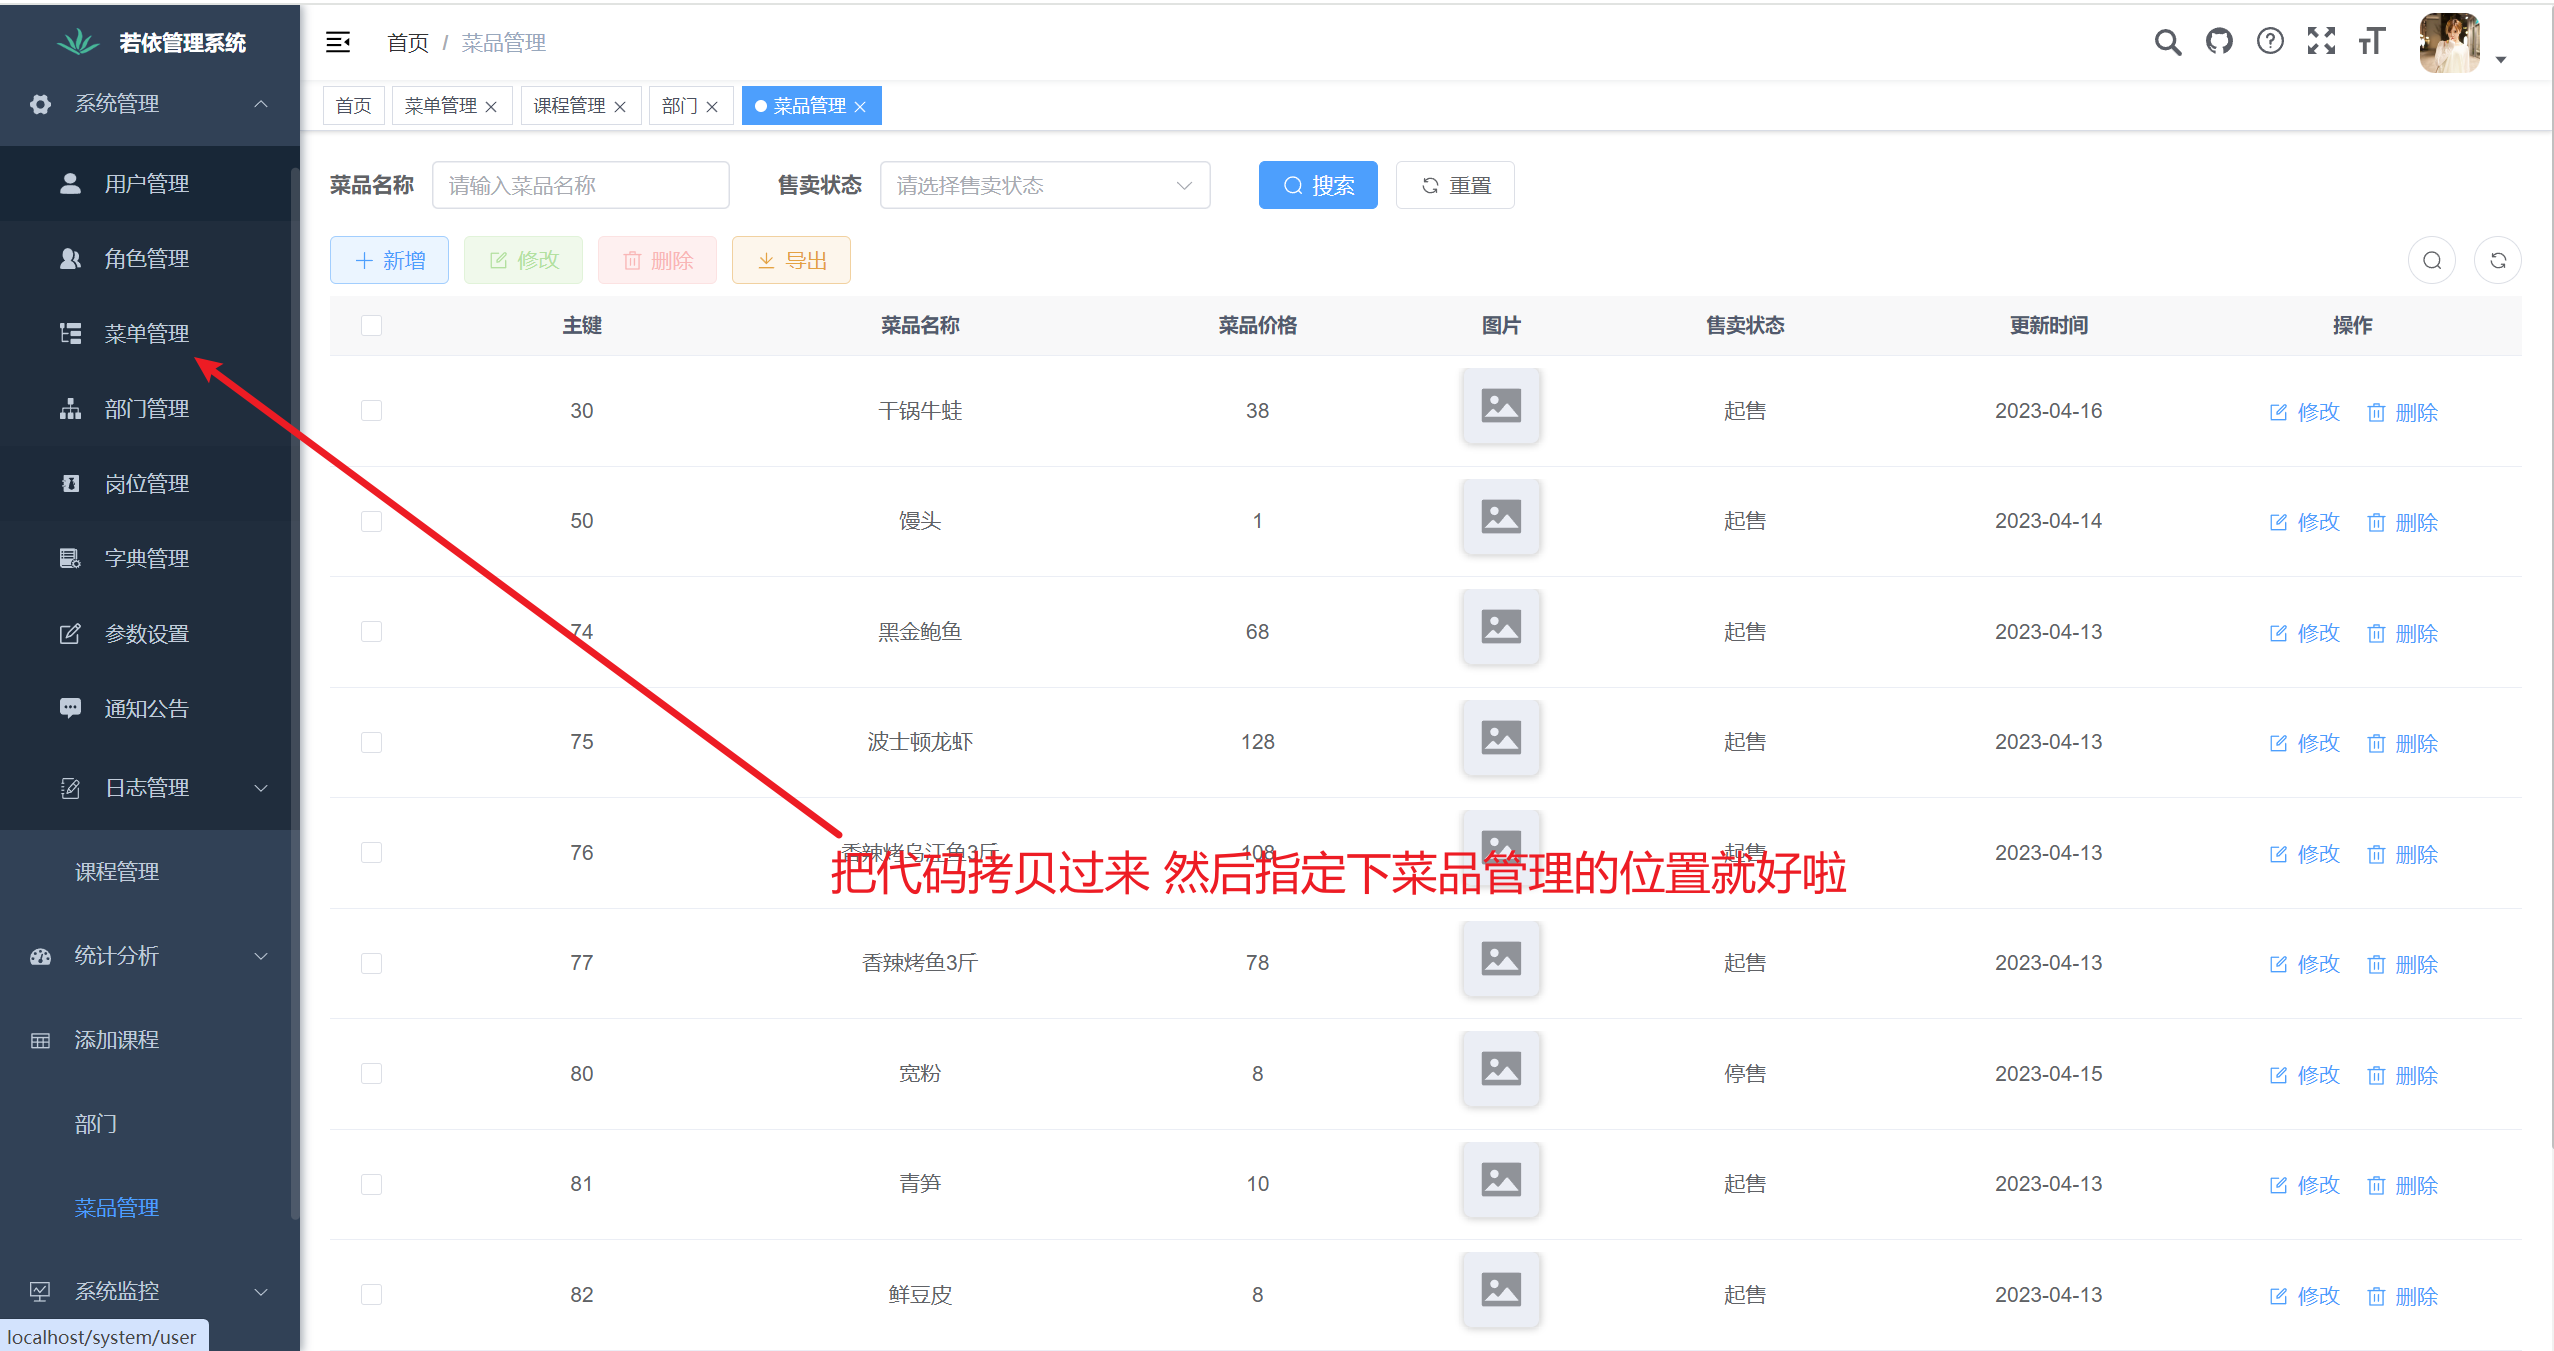 若依管理系统
首页 / 菜品管理
系统管理
首页 菜单管理 课程管理 部门 菜品管理
用户管理
菜品名称 请输入菜品名称 售卖状态 请选择售卖状态 搜索 重置
角色管理
新增 修改 删除 导出
菜单管理
主键 菜品名称 菜品价格 图片 售卖状态 更新时间 操作
部门管理
30 干锅牛蛙 38 起售 2023-04-16 修改 删除
岗位管理
50 馒头 1 起售 2023-04-14 修改 删除
字典管理
参数设置
74 黑金鲍鱼 68 起售 2023-04-13 修改 删除
通知公告
75 波士顿龙虾 128 起售 2023-04-13 修改 删除
日志管理
76 香辣烤乌江鱼3斤 108 起售 2023-04-13 修改 删除
把代码拷贝过来 然后指定下菜品管理的位置就好啦
课程管理
统计分析
77 香辣烤鱼3斤 78 起售 2023-04-13 修改 删除
添加课程
80 宽粉 8 停售 2023-04-15 修改 删除
部门
81 青笋 10 起售 2023-04-13 修改 删除
菜品管理
系统监控
82 鲜豆皮 8 起售 2023-04-13 修改 删除
localhost/system/user